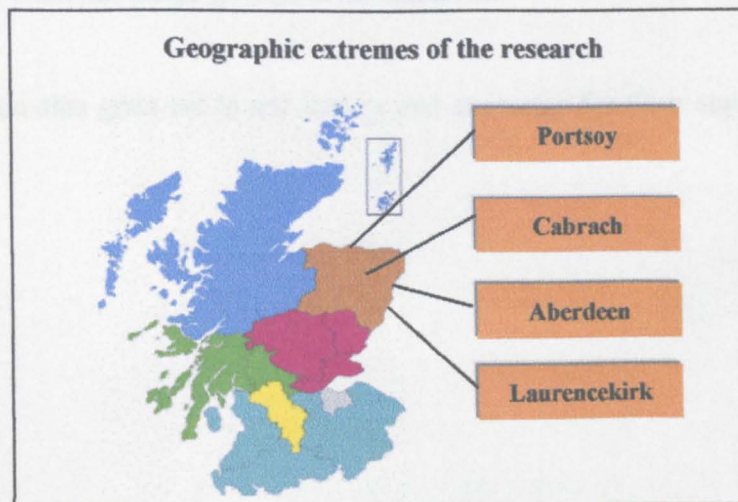 Geographic extremes of the research
Portsoy
Cabrach
Aberdeen
Laurencekirk